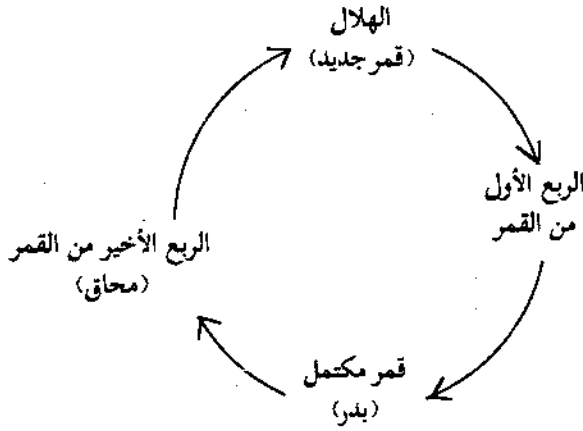 الهلال
(قمر جديد)
الربع الأول
من القمر
قمر مكتمل
(بدر)
الربع الأخير من القمر
(محاق)